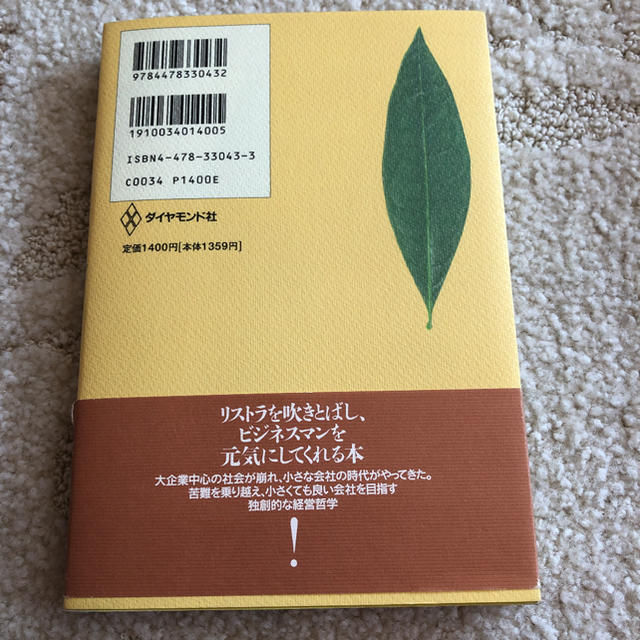 9784478330432
1910034014005
ISBN4-478-33043-3
C0034 P1400E
ダイヤモンド社
定価1400円[本体1359円]
リストラを吹きとばし、
ビジネスマンを
元気にしてくれる本
大企業中心の社会が崩れ、小さな会社の時代がやってきた。
苦難を乗り越え、小さくても良い会社を目指す
独創的な経営哲学
!